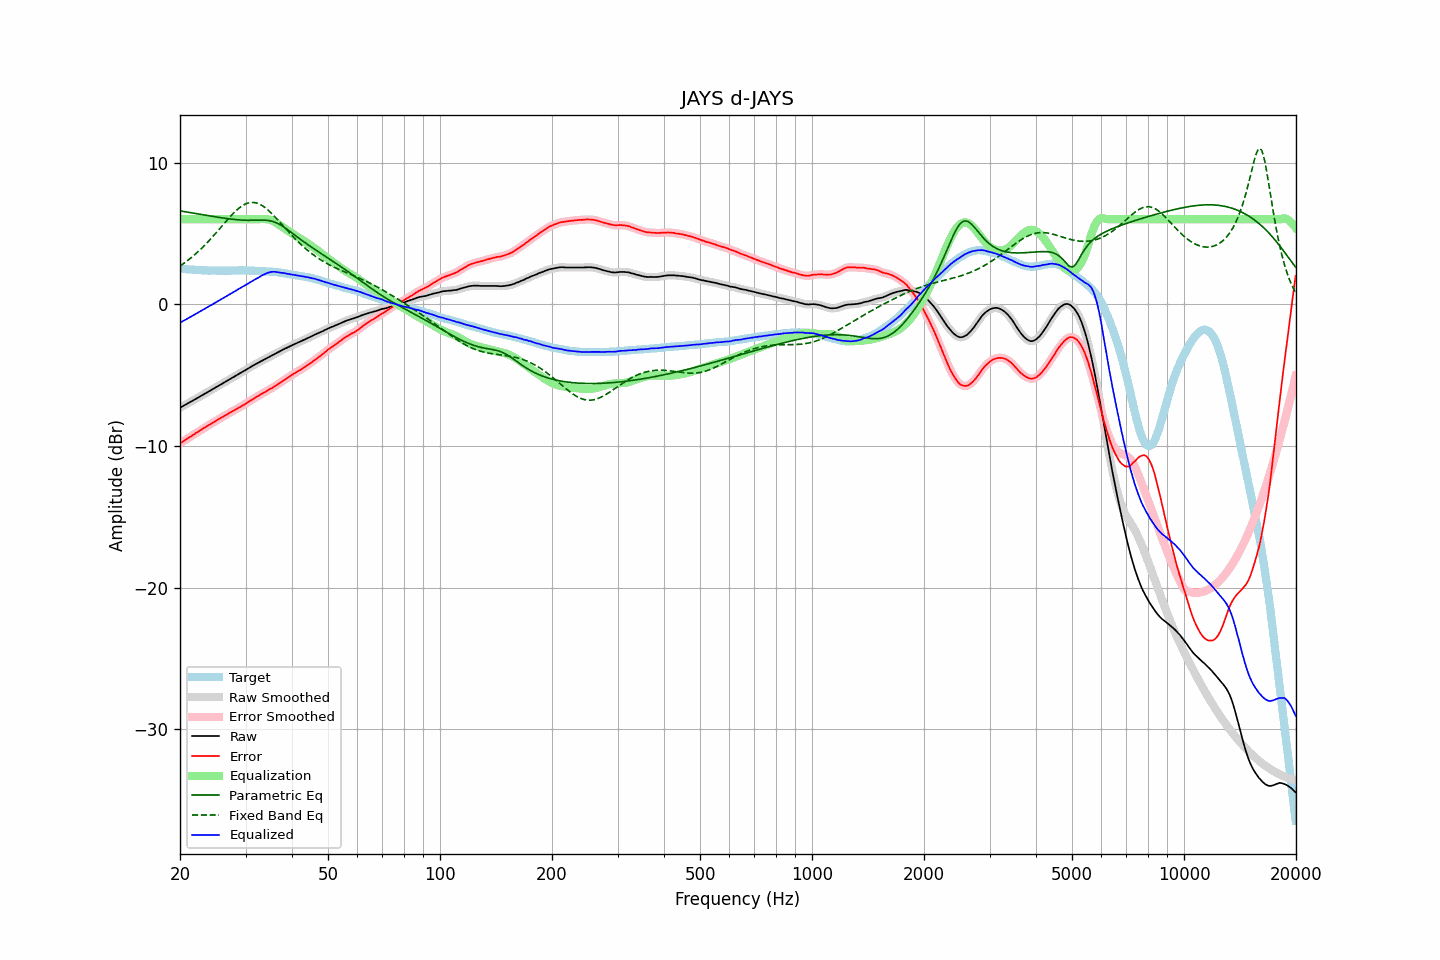 JAYS d-JAYS
10
0
−10
−20
−30
Amplitude (dBr)
Target
Raw Smoothed
Error Smoothed
Raw
Error
Equalization
Parametric Eq
Fixed Band Eq
Equalized
20 50 100 200 500 1000 2000 5000 10000 20000
Frequency (Hz)